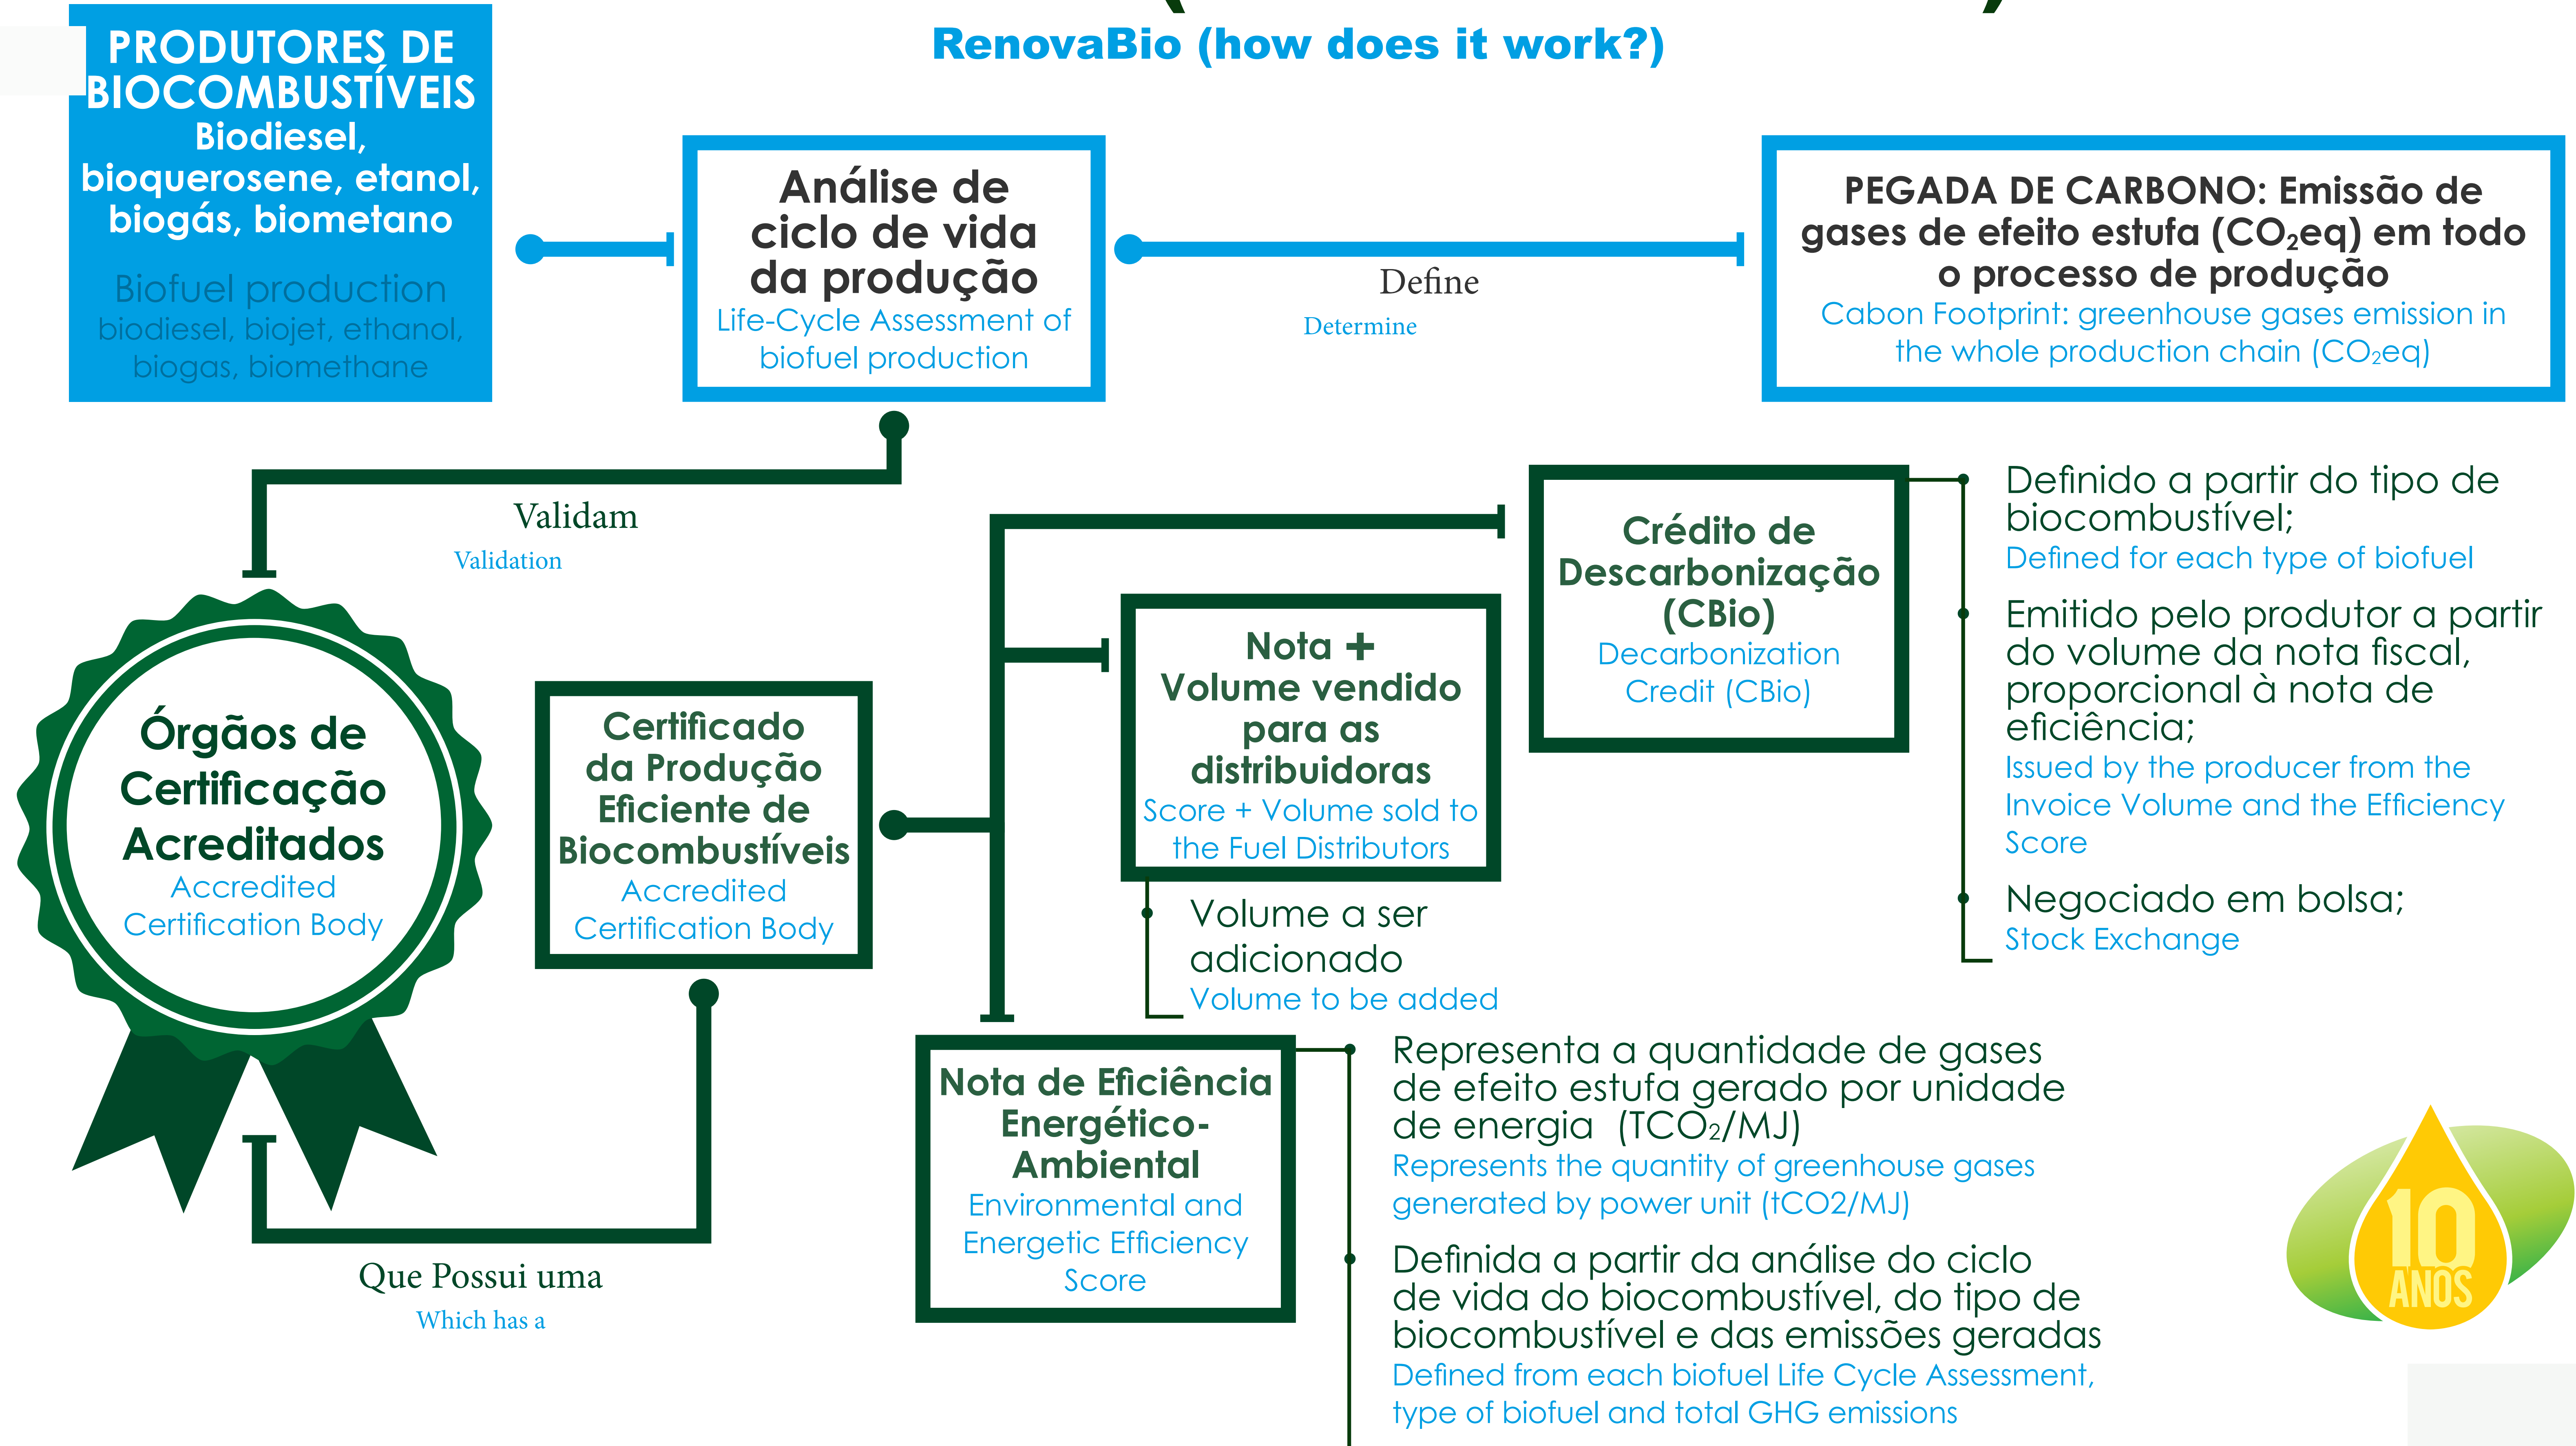 RenovaBio (how does it work?)
PRODUTORES DE
BIOCOMBUSTÍVEIS
Biodiesel,
bioquerosene, etanol,
biogás, biometano
Biofuel production
biodiesel, biojet, ethanol,
biogas, biomethane
Análise de
ciclo de vida
da produção
Life-Cycle Assessment of
biofuel production
Define
Determine
PEGADA DE CARBONO: Emissão de
gases de efeito estufa (CO₂eq) em todo
o processo de produção
Cabon Footprint: greenhouse gases emission in
the whole production chain (CO₂eq)
Validam
Validation
Órgãos de
Certificação
Acreditados
Accredited
Certification Body
Que Possui uma
Which has a
Certificado
da Produção
Eficiente de
Biocombustíveis
Accredited
Certification Body
Nota +
Volume vendido
para as
distribuidoras
Score + Volume sold to
the Fuel Distributors
Volume a ser
adicionado
Volume to be added
Crédito de
Descarbonização
(CBio)
Decarbonization
Credit (CBio)
Definido a partir do tipo de
biocombustível;
Defined for each type of biofuel
Emitido pelo produtor a partir
do volume da nota fiscal,
proporcional à nota de
eficiência;
Issued by the producer from the
Invoice Volume and the Efficiency
Score
Negociado em bolsa;
Stock Exchange
Nota de Eficiência
Energético-
Ambiental
Environmental and
Energetic Efficiency
Score
Representa a quantidade de gases
de efeito estufa gerado por unidade
de energia (TCO₂/MJ)
Represents the quantity of greenhouse gases
generated by power unit (tCO2/MJ)
Definida a partir da análise do ciclo
de vida do biocombustível, do tipo de
biocombustível e das emissões geradas
Defined from each biofuel Life Cycle Assessment,
type of biofuel and total GHG emissions
10
ANOS